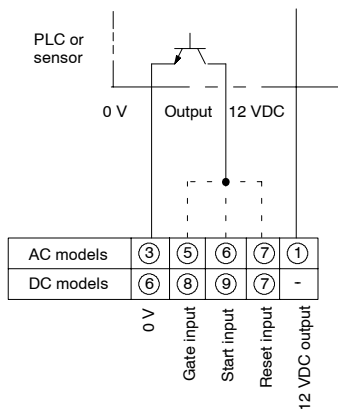 PLC or
sensor
0 V Output 12 VDC
AC models 3 5 6 7 1
DC models 6 8 9 7 -
0 V
Gate input
Start input
Reset input
12 VDC output